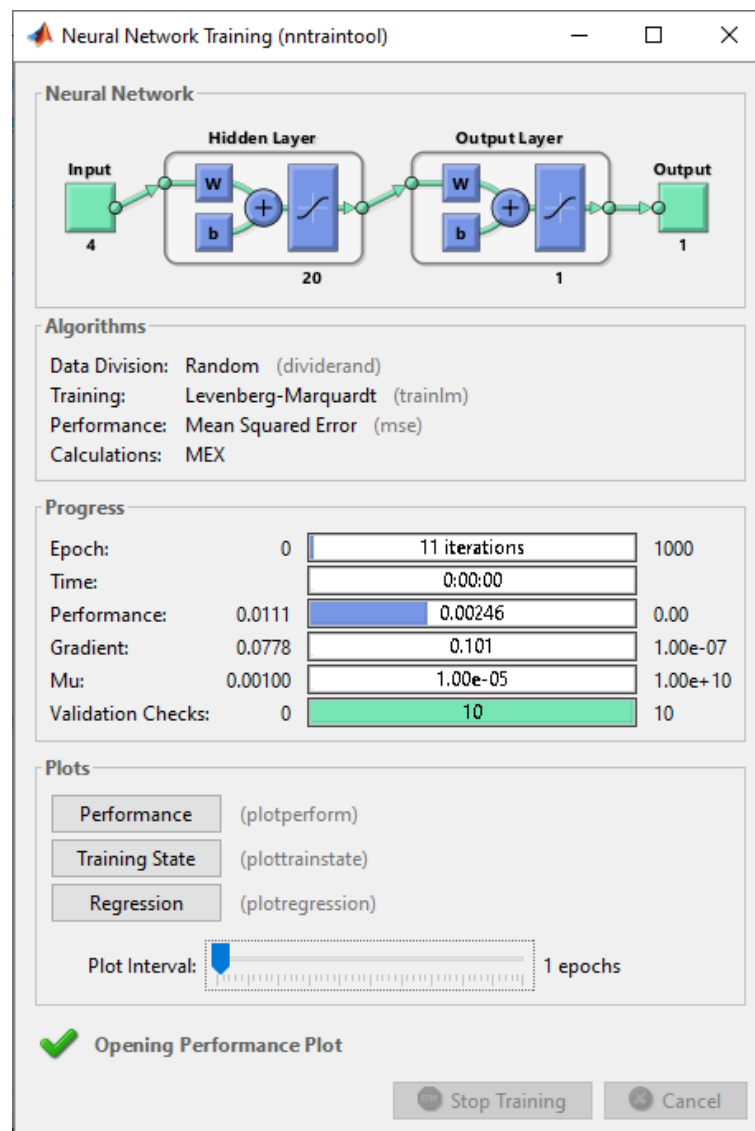 Neural Network Training (nntraintool)
Neural Network
Hidden Layer
Output Layer
Input
Output
W
W
b
b
4
20
1
1
Algorithms
Data Division: Random (dividerand)
Training: Levenberg-Marquardt (trainlm)
Performance: Mean Squared Error (mse)
Calculations: MEX
Progress
Epoch: 0 11 iterations 1000
Time: 0:00:00
Performance: 0.0111 0.00246 0.00
Gradient: 0.0778 0.101 1.00e-07
Mu: 0.00100 1.00e-05 1.00e+10
Validation Checks: 0 10 10
Plots
Performance (plotperform)
Training State (plottrainstate)
Regression (plotregression)
Plot Interval: 1 epochs
Opening Performance Plot
Stop Training Cancel